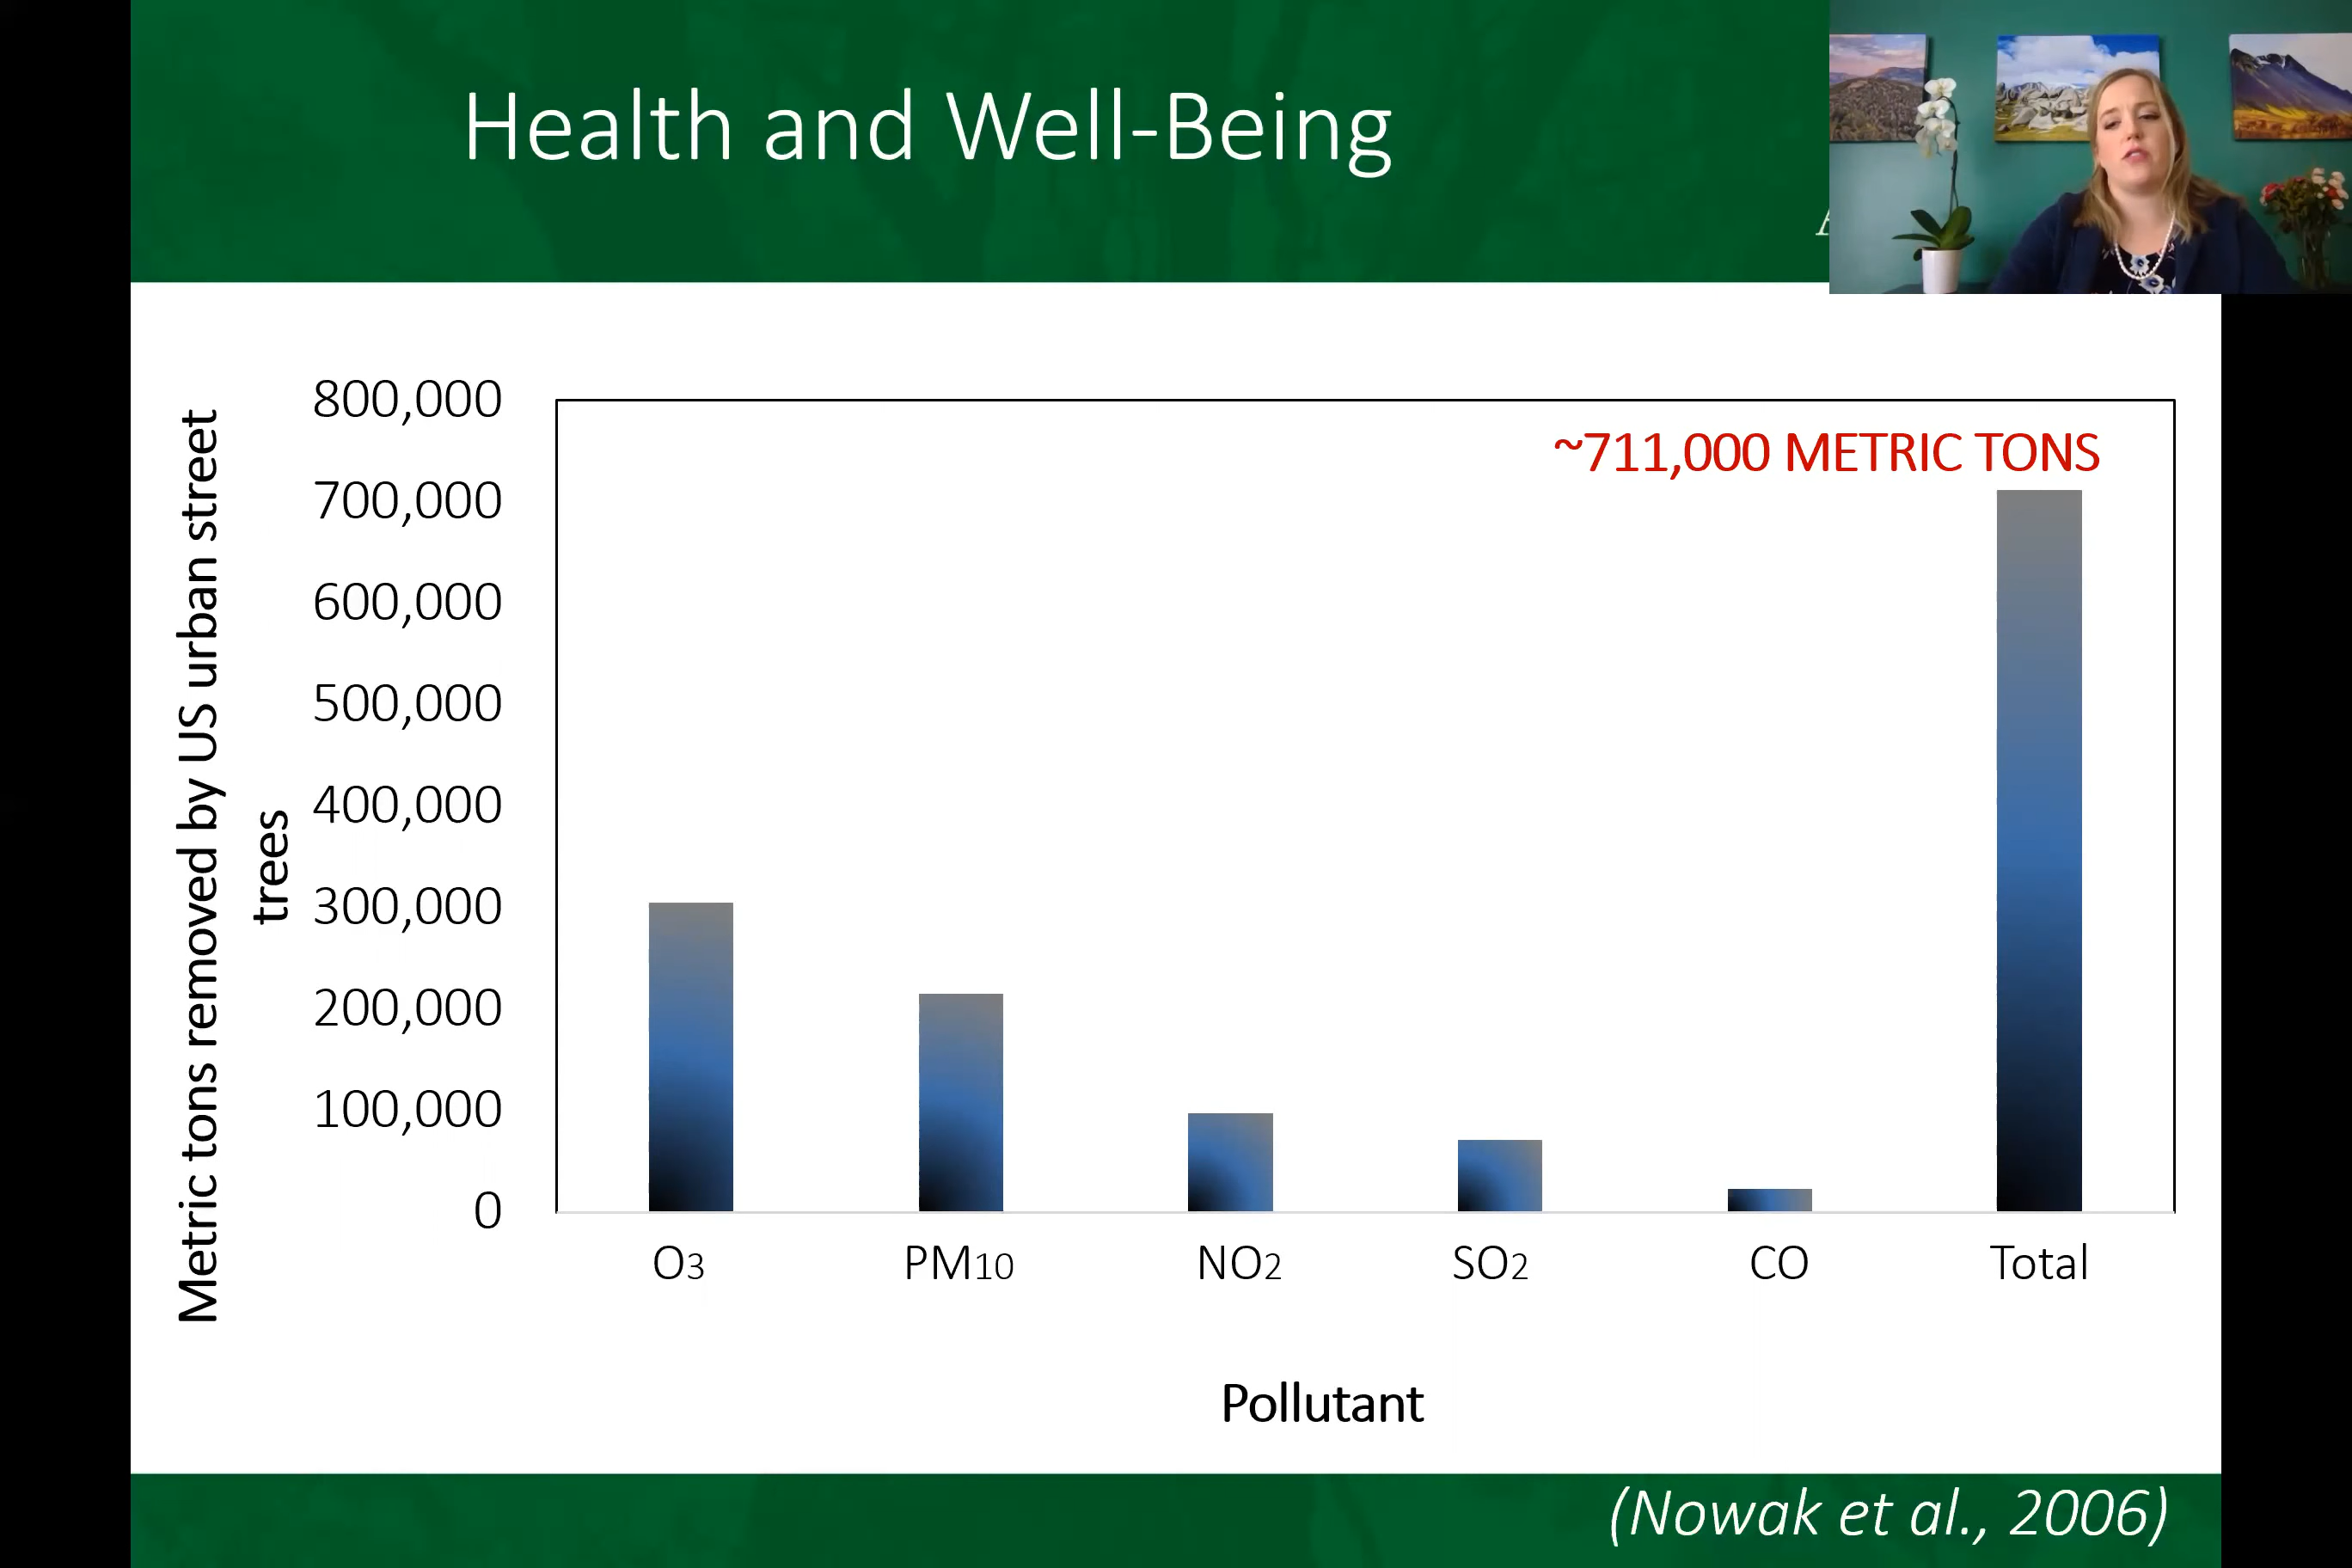 Health and Well-Being
Metric tons removed by US urban street
trees
800,000
700,000
600,000
500,000
400,000
300,000
200,000
100,000
0
~711,000 METRIC TONS
O3 PM10 NO2 SO2 CO Total
Pollutant
(Nowak et al., 2006)